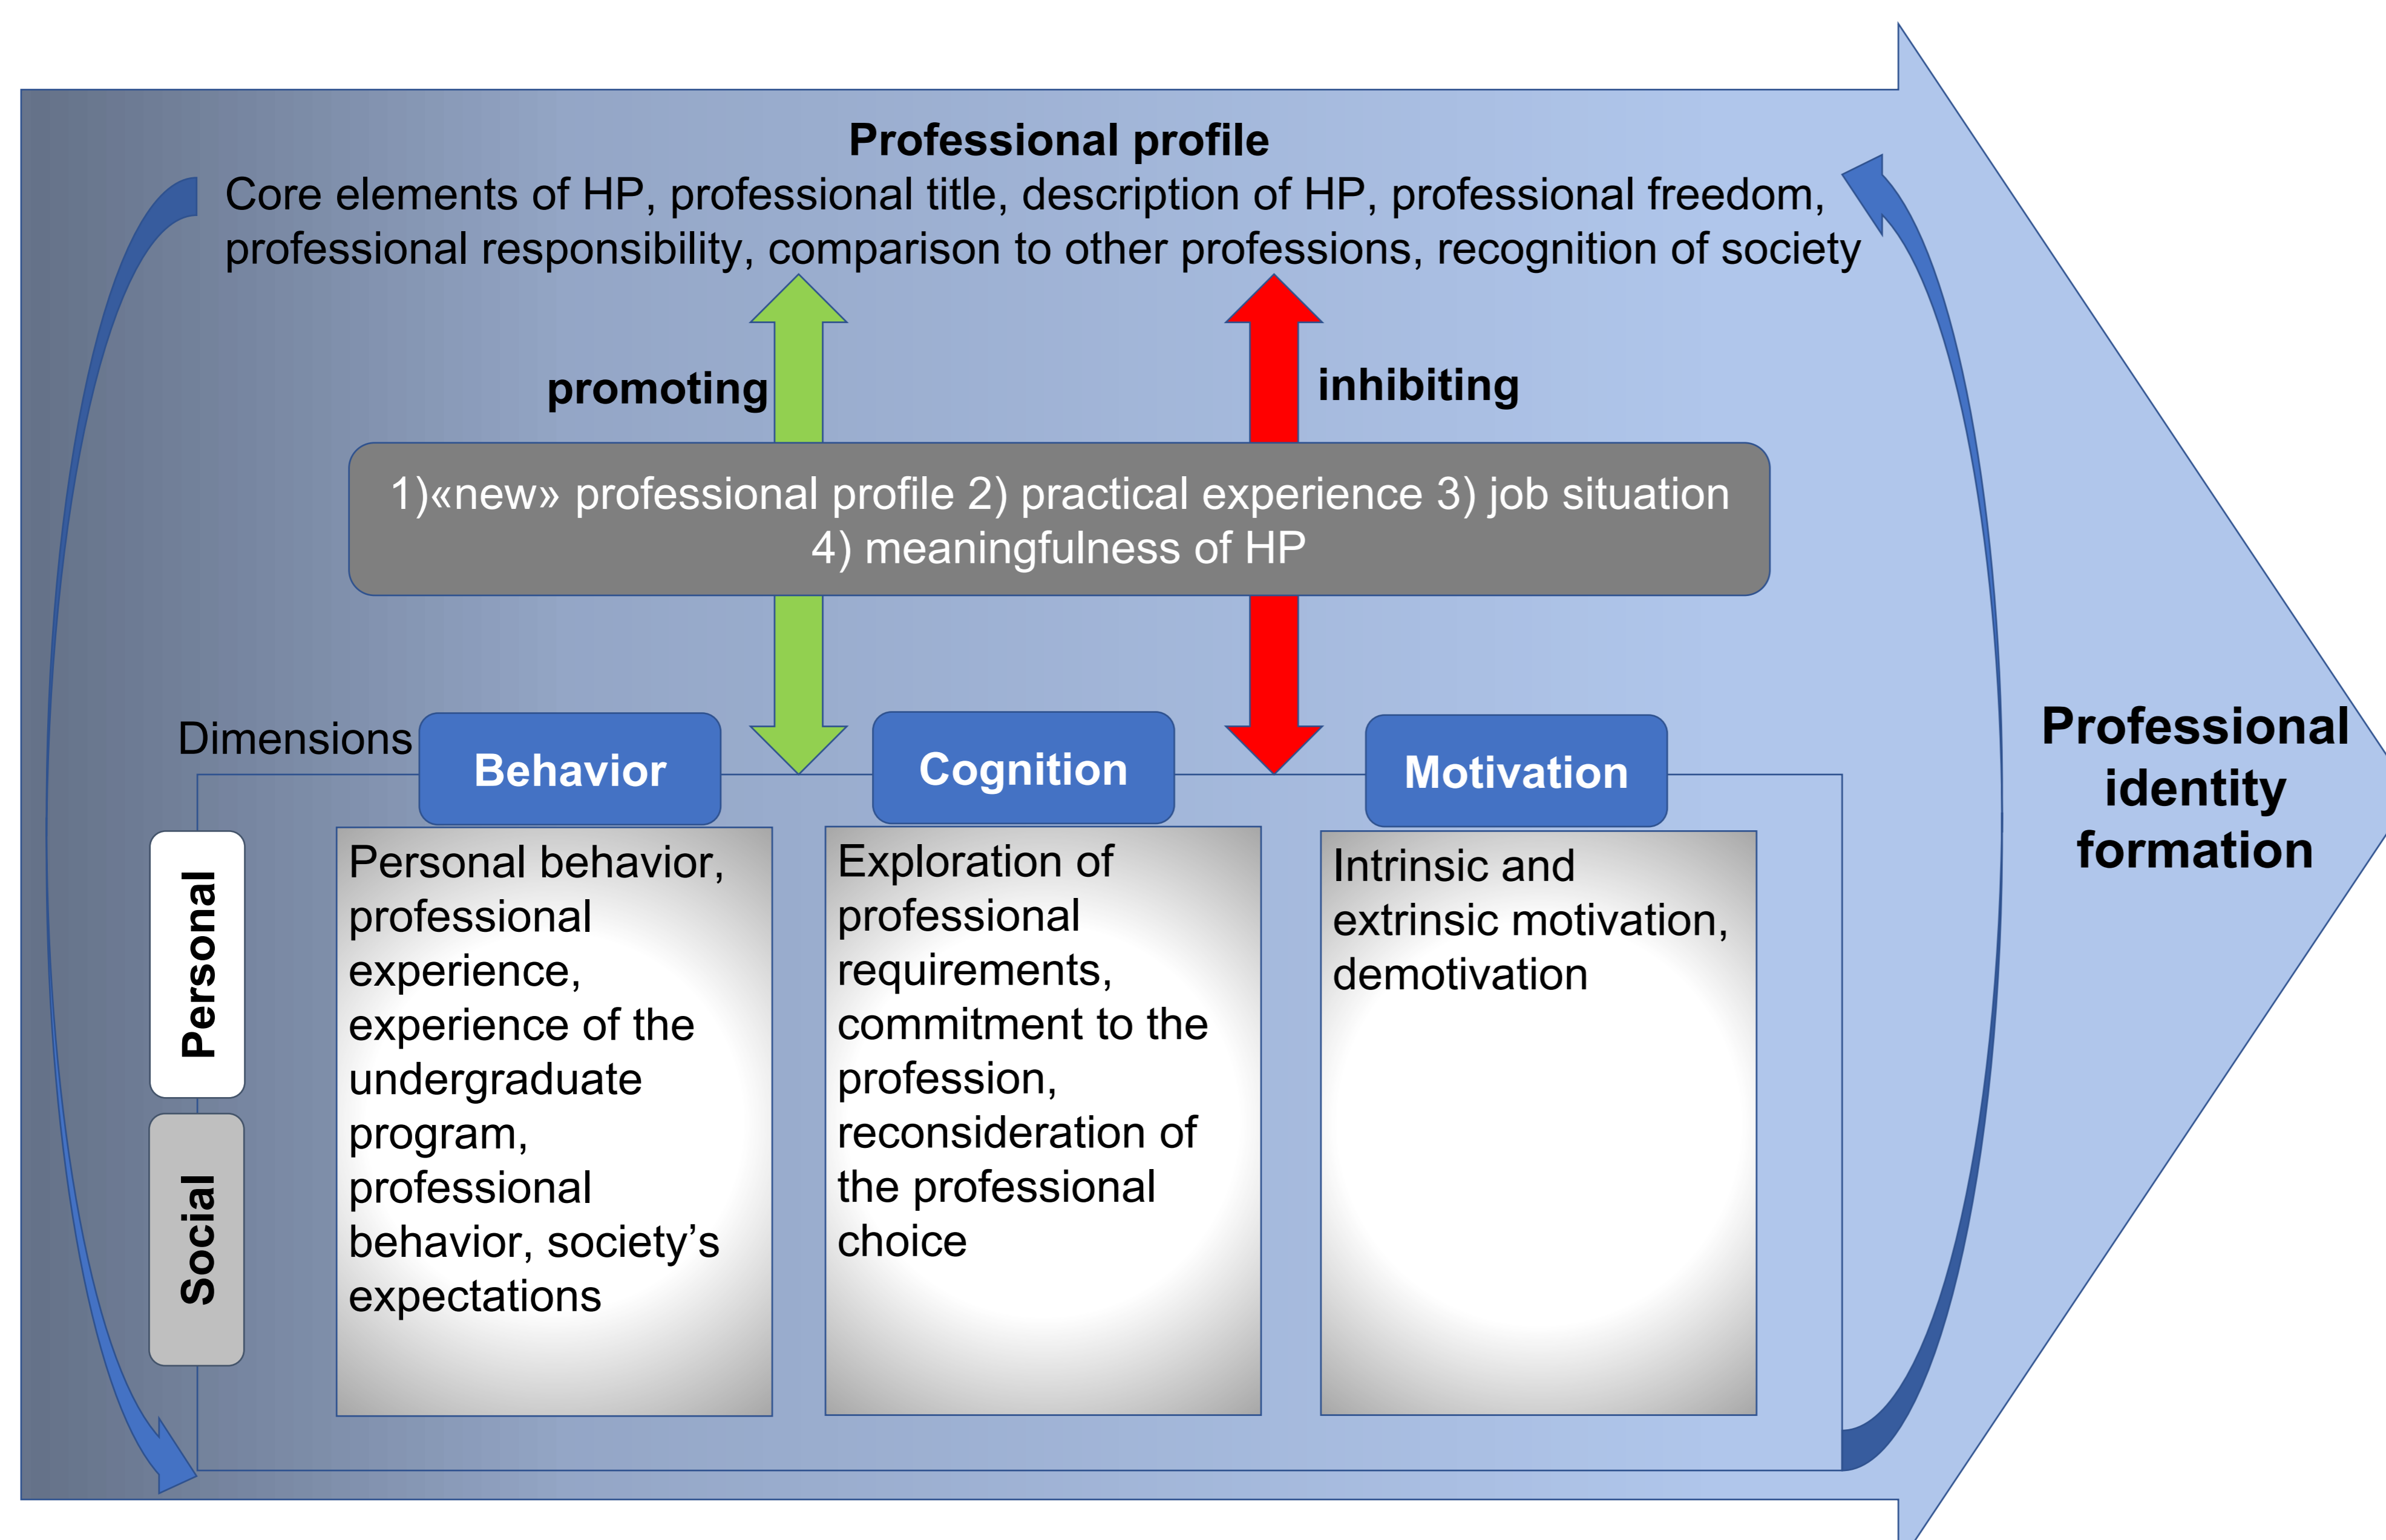 Professional profile
Core elements of HP, professional title, description of HP, professional freedom,
professional responsibility, comparison to other professions, recognition of society
promoting
inhibiting
1)«new» professional profile 2) practical experience 3) job situation
4) meaningfulness of HP
Dimensions
Behavior
Cognition
Motivation
Personal
Social
Personal behavior,
professional
experience,
experience of the
undergraduate
program,
professional
behavior, society’s
expectations
Exploration of
professional
requirements,
commitment to the
profession,
reconsideration of
the professional
choice
Intrinsic and
extrinsic motivation,
demotivation
Professional
identity
formation